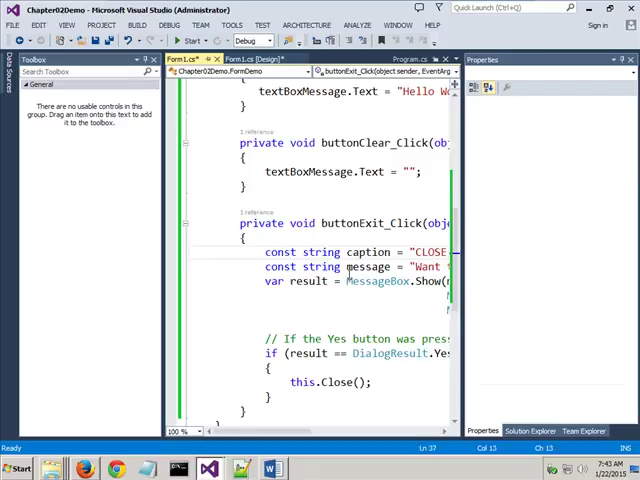 Chapter02Demo - Microsoft Visual Studio (Administrator)
Quick Launch (Ctrl+Q)
FILE EDIT VIEW PROJECT BUILD DEBUG TEAM TOOLS TEST ARCHITECTURE ANALYZE WINDOW HELP
Sign in
Start Debug
Data Sources
Toolbox
Search Toolbox
General
There are no usable controls in this
group. Drag an item onto this text to add
it to the toolbox.
Form1.cs* Form1.cs [Design]* Program.cs
Chapter02Demo.FormDemo buttonExit_Click(object sender, EventArg
{
textBoxMessage.Text = "Hello Wo
}
1 reference
private void buttonClear_Click(obj
{
textBoxMessage.Text = "";
}
1 reference
private void buttonExit_Click(obje
{
const string caption = "CLOSE
const string message = "Want t
var result = MessageBox.Show(m
// If the Yes button was press
if (result == DialogResult.Yes
{
this.Close();
}
}
100 %
Properties
Properties Solution Explorer Team Explorer
Ready Ln 37 Col 13 Ch 13 INS
Start
7:43 AM
1/22/2015